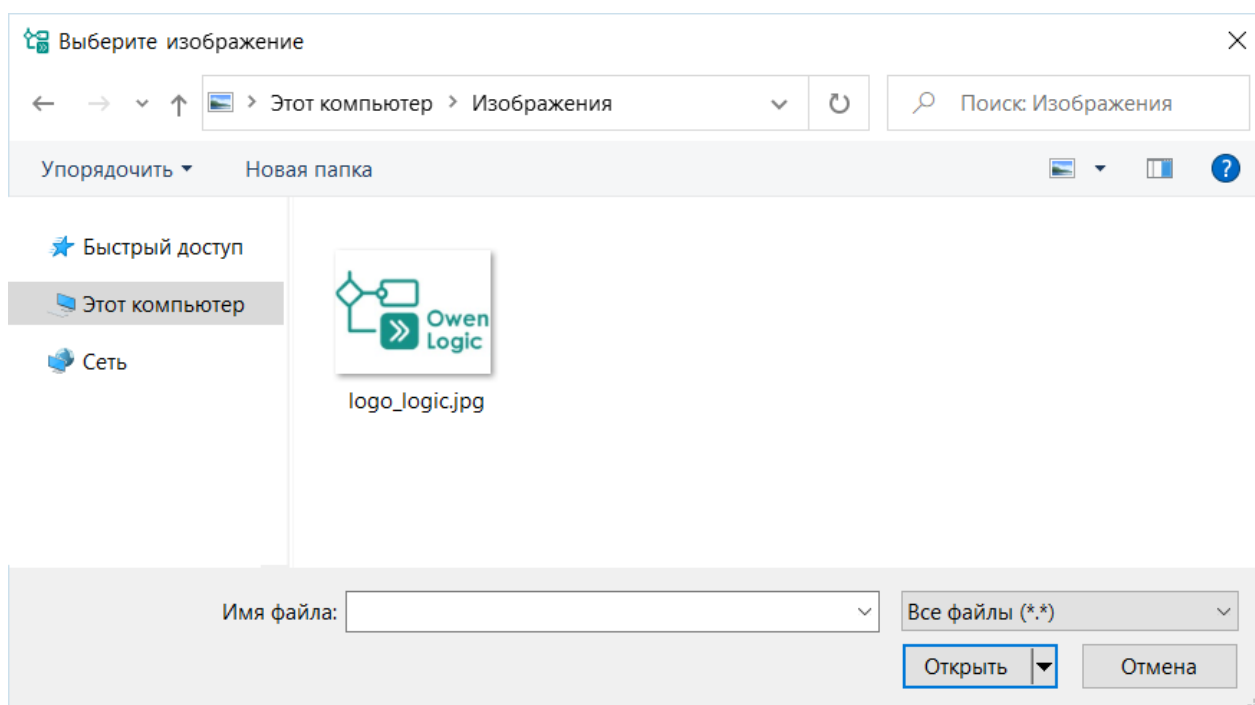 Выберите изображение
Этот компьютер > Изображения
Поиск: Изображения
Упорядочить
Новая папка
?
Быстрый доступ
Этот компьютер
Сеть
Owen
Logic
logo_logic.jpg
Имя файла:
Все файлы (*.*)
Открыть
Отмена